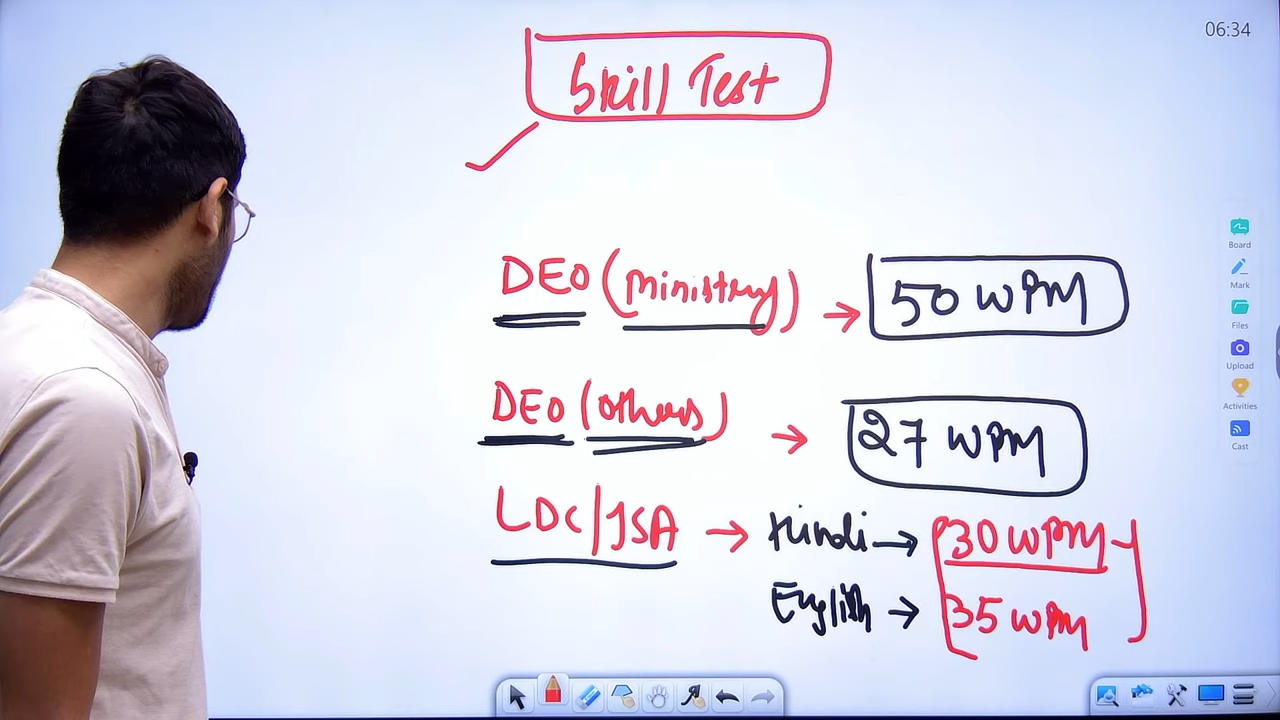 06:34
Skill Test
DEO (Ministry) → 50 WPM
DEO (others) → 27 WPM
LDC/JSA → Hindi → 30 WPM
English → 35 WPM
Board
Mark
Files
Upload
Activities
Cast